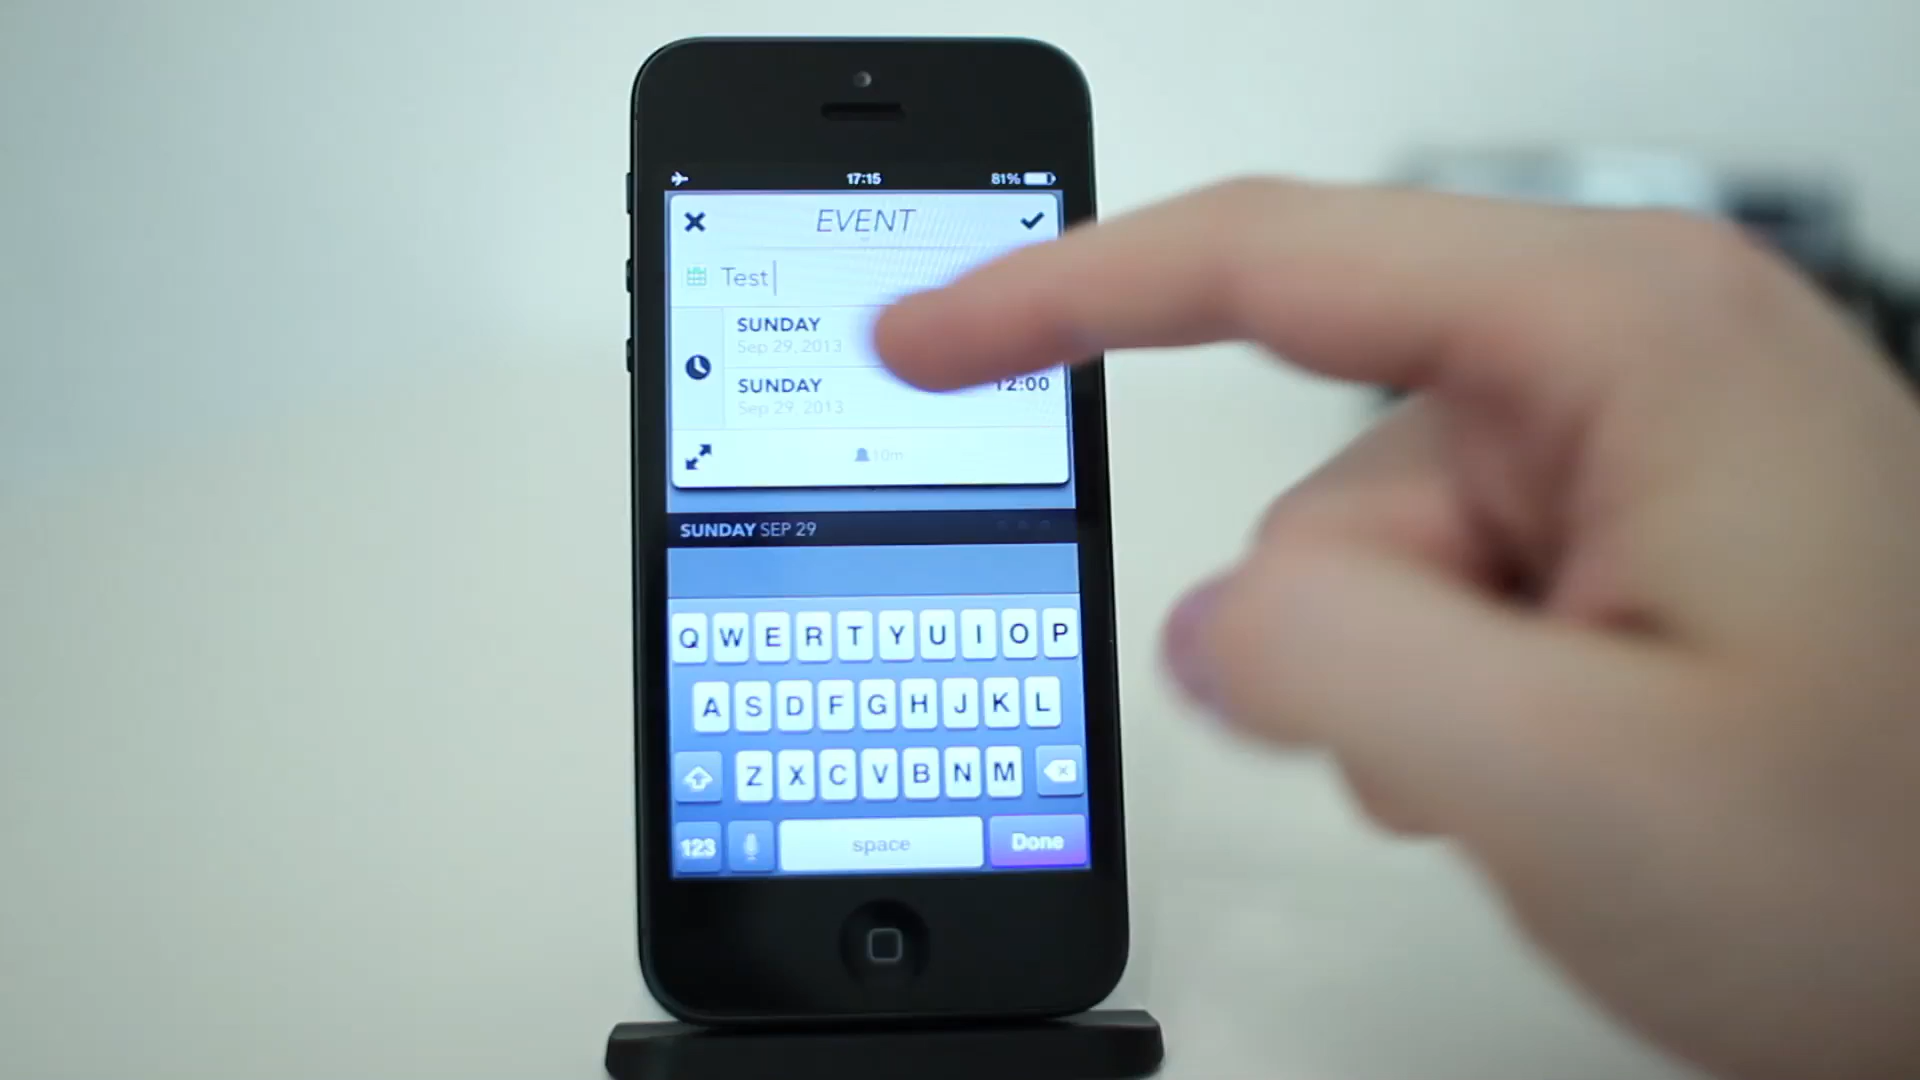 17:15 81%
EVENT
Test
SUNDAY
Sep 29, 2013
SUNDAY 12:00
Sep 29, 2013
10m
SUNDAY SEP 29
Q W E R T Y U I O P
A S D F G H J K L
Z X C V B N M
123 space Done